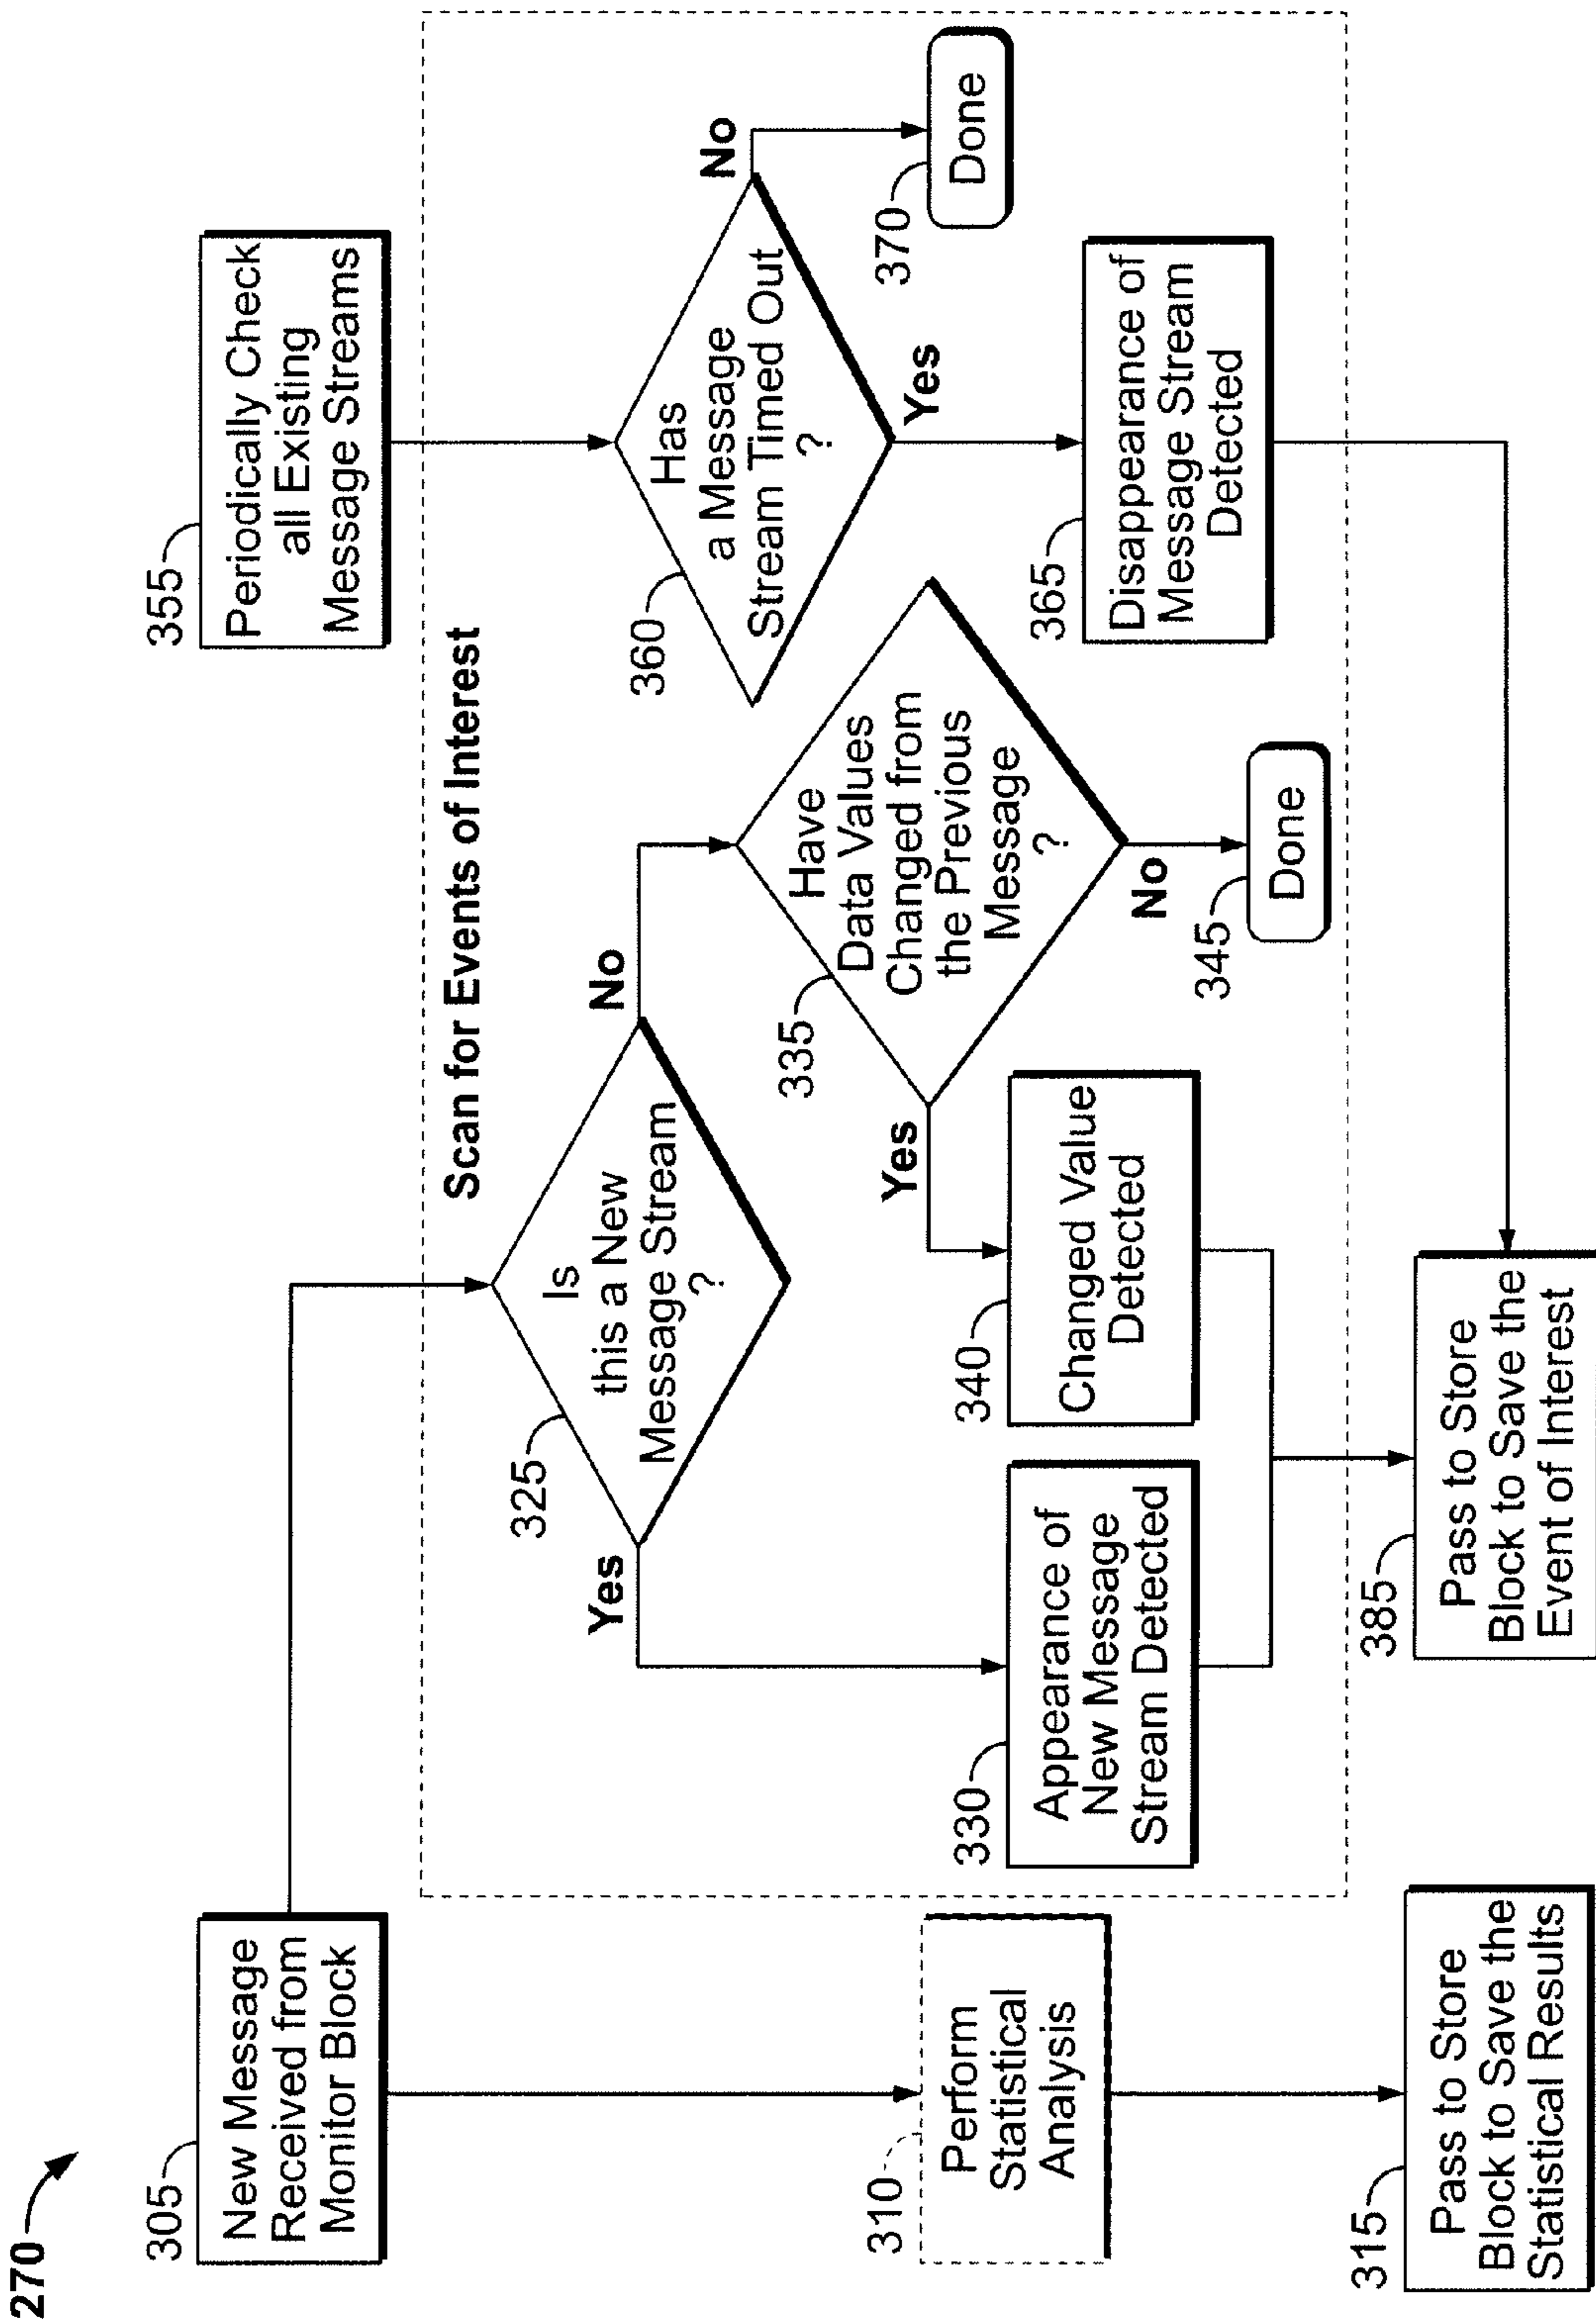 270
305
New Message
Received from
Monitor Block
355
Periodically Check
all Existing
Message Streams
Scan for Events of Interest
325
Is
this a New
Message Stream
?
Yes
No
360
Has
a Message
Stream Timed Out
?
No
Yes
370
Done
335
Have
Data Values
Changed from
the Previous
Message
?
Yes
No
345
Done
310
Perform
Statistical
Analysis
330
Appearance of
New Message
Stream Detected
340
Changed Value
Detected
365
Disappearance of
Message Stream
Detected
315
Pass to Store
Block to Save the
Statistical Results
385
Pass to Store
Block to Save the
Event of Interest